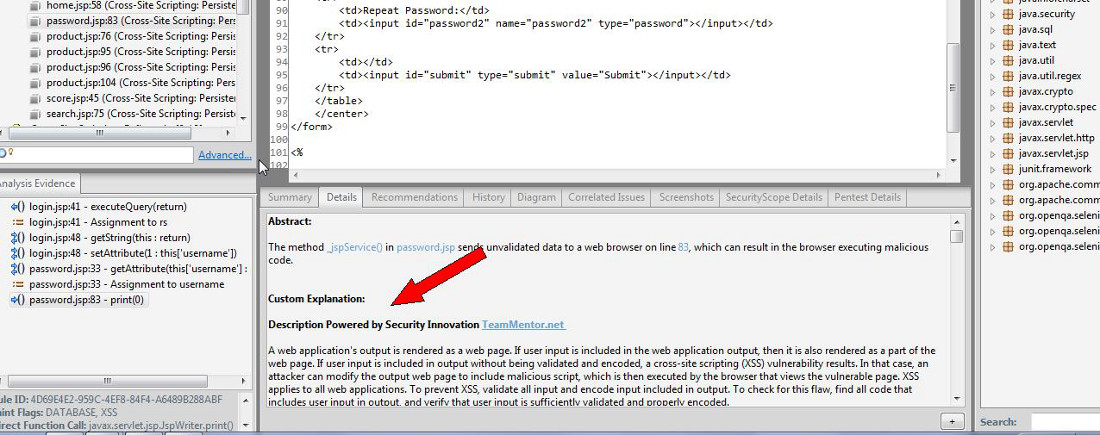 home.jsp:58 (Cross-Site Scripting: Persiste
password.jsp:83 (Cross-Site Scripting: Pe
product.jsp:76 (Cross-Site Scripting: Pers
product.jsp:95 (Cross-Site Scripting: Pers
product.jsp:96 (Cross-Site Scripting: Pers
product.jsp:104 (Cross-Site Scripting: Per
score.jsp:45 (Cross-Site Scripting: Persiste
search.jsp:75 (Cross-Site Scripting: Persist
Advanced...
Analysis Evidence
login.jsp:41 - executeQuery(return)
login.jsp:41 - Assignment to rs
login.jsp:48 - getString(this : return)
login.jsp:48 - setAttribute(1 : this['username'])
password.jsp:33 - getAttribute(this['username'] :
password.jsp:33 - Assignment to username
password.jsp:83 - print(0)
ule ID: 4D69E4E2-959C-4EF8-84F4-A6489B288ABF
aint Flags: DATABASE, XSS
irect Function Call: javax.servlet.jsp.JspWriter.print()
90 <td>Repeat Password:</td>
91 <td><input id="password2" name="password2" type="password"></input></td>
92 </tr>
93 <tr>
94 <td></td>
95 <td><input id="submit" type="submit" value="Submit"></input></td>
96 </tr>
97 </table>
98 </center>
99 </form>
100
101 <%
102
Summary Details Recommendations History Diagram Correlated Issues Screenshots SecurityScope Details Pentest Details
Abstract:
The method _jspService() in password.jsp sends unvalidated data to a web browser on line 83, which can result in the browser executing malicious
code.
Custom Explanation:
Description Powered by Security Innovation TeamMentor.net
A web application's output is rendered as a web page. If user input is included in the web application output, then it is also rendered as a part of the
web page. If user input is included in output without being validated and encoded, a cross-site scripting (XSS) vulnerability results. In that case, an
attacker can modify the output web page to include malicious script, which is then executed by the browser that views the vulnerable page. XSS
applies to all web applications. To prevent XSS, validate all input and encode input included in output. To check for this flaw, find all code that
includes user input in output, and verify that user input is sufficiently validated and properly encoded.
java.security
java.sql
java.text
java.util
java.util.regex
javax.crypto
javax.crypto.spec
javax.servlet
javax.servlet.http
javax.servlet.jsp
junit.framework
org.apache.comm
org.apache.comm
org.openqa.seleni
org.openqa.seleni
org.openqa.seleni
Search: